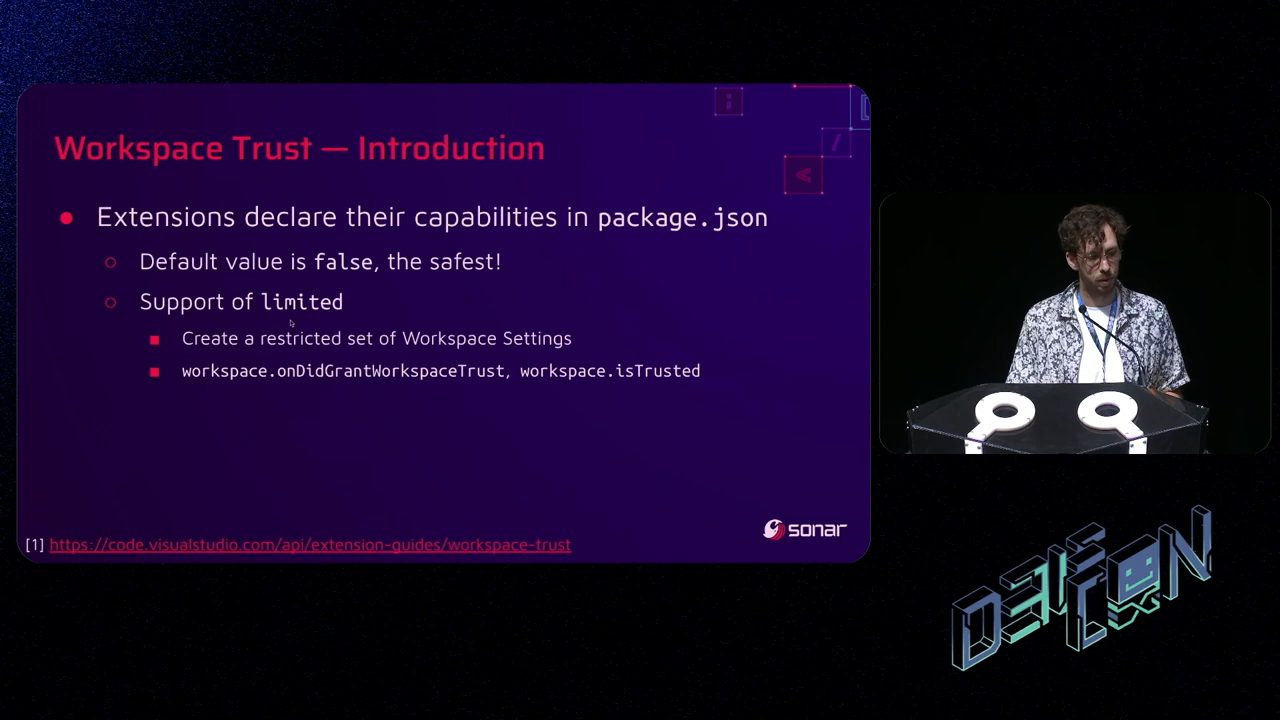 Workspace Trust — Introduction
Extensions declare their capabilities in package.json
Default value is false, the safest!
Support of limited
Create a restricted set of Workspace Settings
workspace.onDidGrantWorkspaceTrust, workspace.isTrusted
[1] https://code.visualstudio.com/api/extension-guides/workspace-trust
sonar
DEF CON